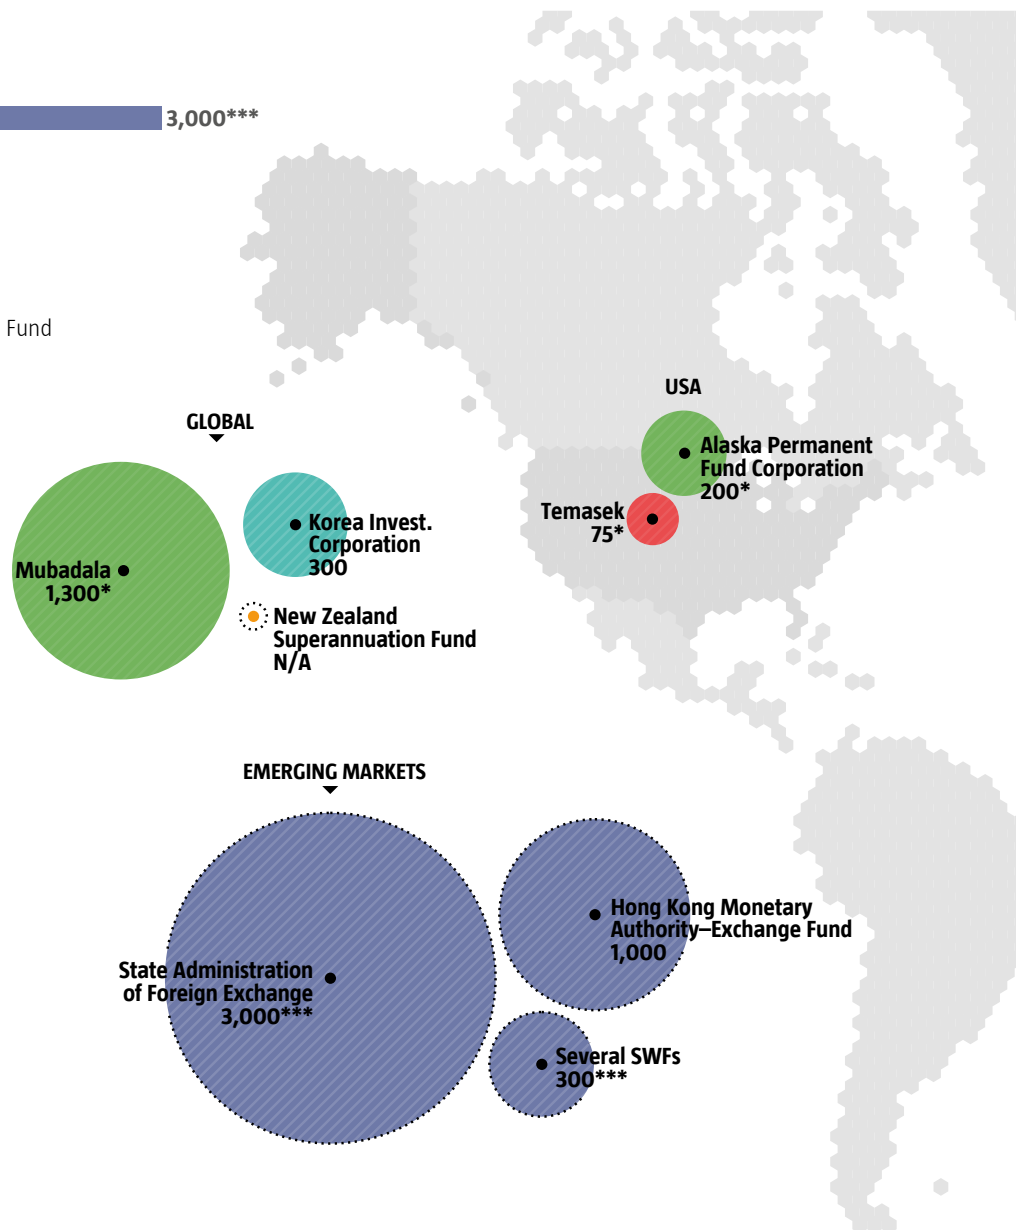 3,000***
Fund
USA
GLOBAL
Alaska Permanent
Fund Corporation
200*
Temasek
75*
Korea Invest.
Corporation
300
Mubadala
1,300*
New Zealand
Superannuation Fund
N/A
EMERGING MARKETS
Hong Kong Monetary
Authority–Exchange Fund
1,000
State Administration
of Foreign Exchange
3,000***
Several SWFs
300***